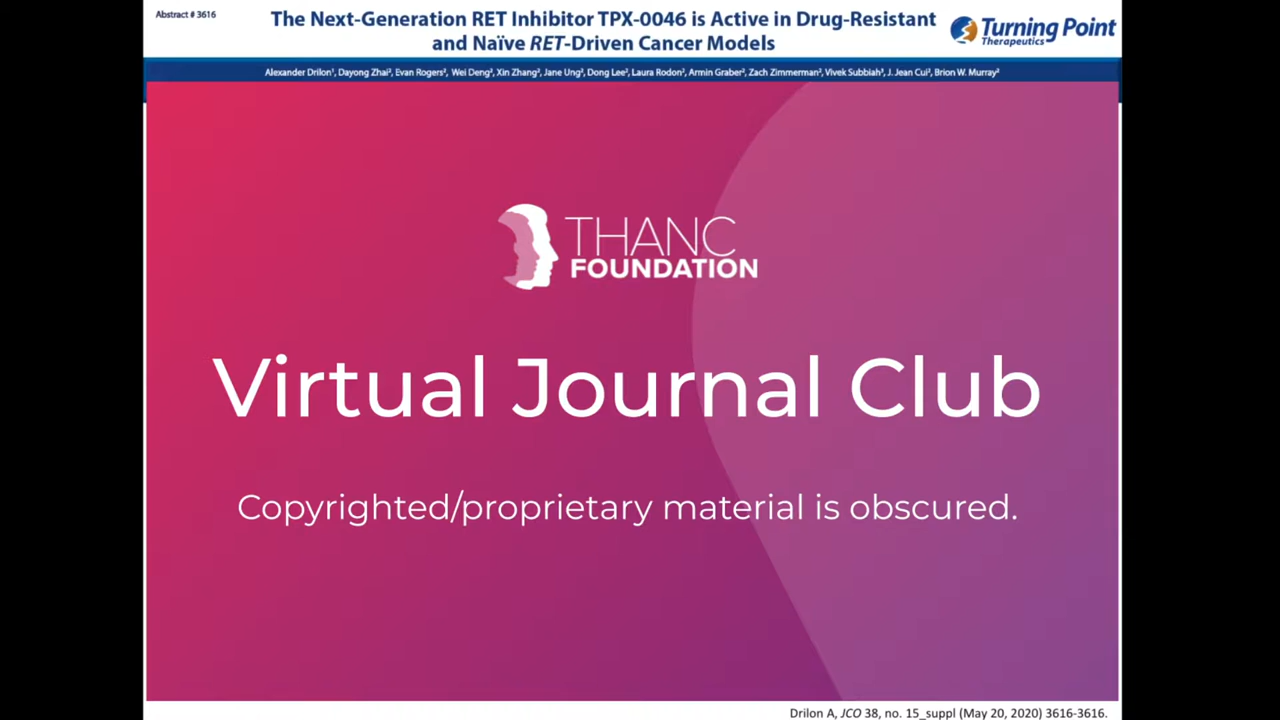 Abstract # 3616
The Next-Generation RET Inhibitor TPX-0046 is Active in Drug-Resistant
and Naïve RET-Driven Cancer Models
Turning Point
Therapeutics
Alexander Drilon¹, Dayong Zhai², Evan Rogers², Wei Deng², Xin Zhang², Jane Ung², Dong Lee², Laura Rodon², Armin Graber², Zach Zimmerman², Vivek Subbiah³, J. Jean Cui², Brion W. Murray²
THANC
FOUNDATION
Virtual Journal Club
Copyrighted/proprietary material is obscured.
Drilon A, JCO 38, no. 15_suppl (May 20, 2020) 3616-3616.